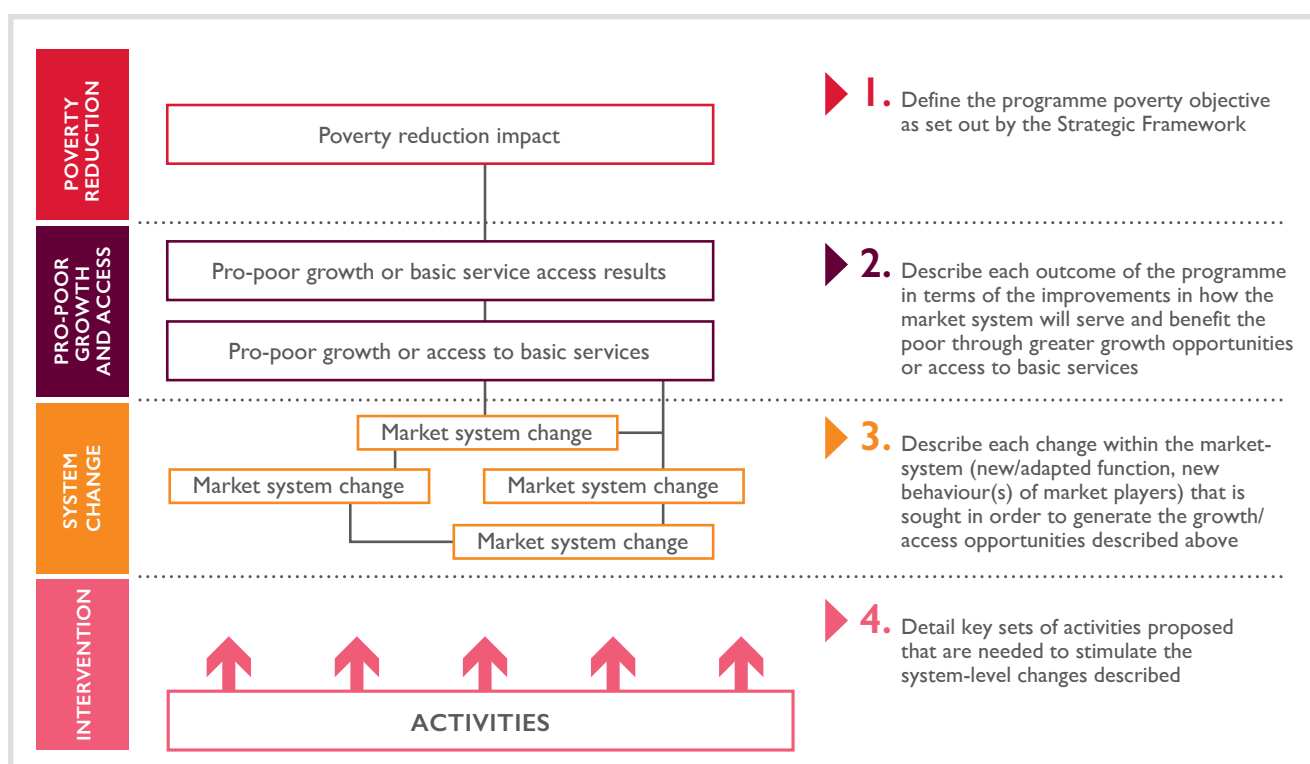 POVERTY
REDUCTION
Poverty reduction impact
1. Define the programme poverty objective
as set out by the Strategic Framework
PRO-POOR
GROWTH
AND ACCESS
Pro-poor growth or basic service access results
Pro-poor growth or access to basic services
2. Describe each outcome of the programme
in terms of the improvements in how the
market system will serve and benefit the
poor through greater growth opportunities
or access to basic services
SYSTEM
CHANGE
Market system change
Market system change
Market system change
Market system change
3. Describe each change within the market-
system (new/adapted function, new
behaviour(s) of market players) that is
sought in order to generate the growth/
access opportunities described above
INTERVENTION
ACTIVITIES
4. Detail key sets of activities proposed
that are needed to stimulate the
system-level changes described